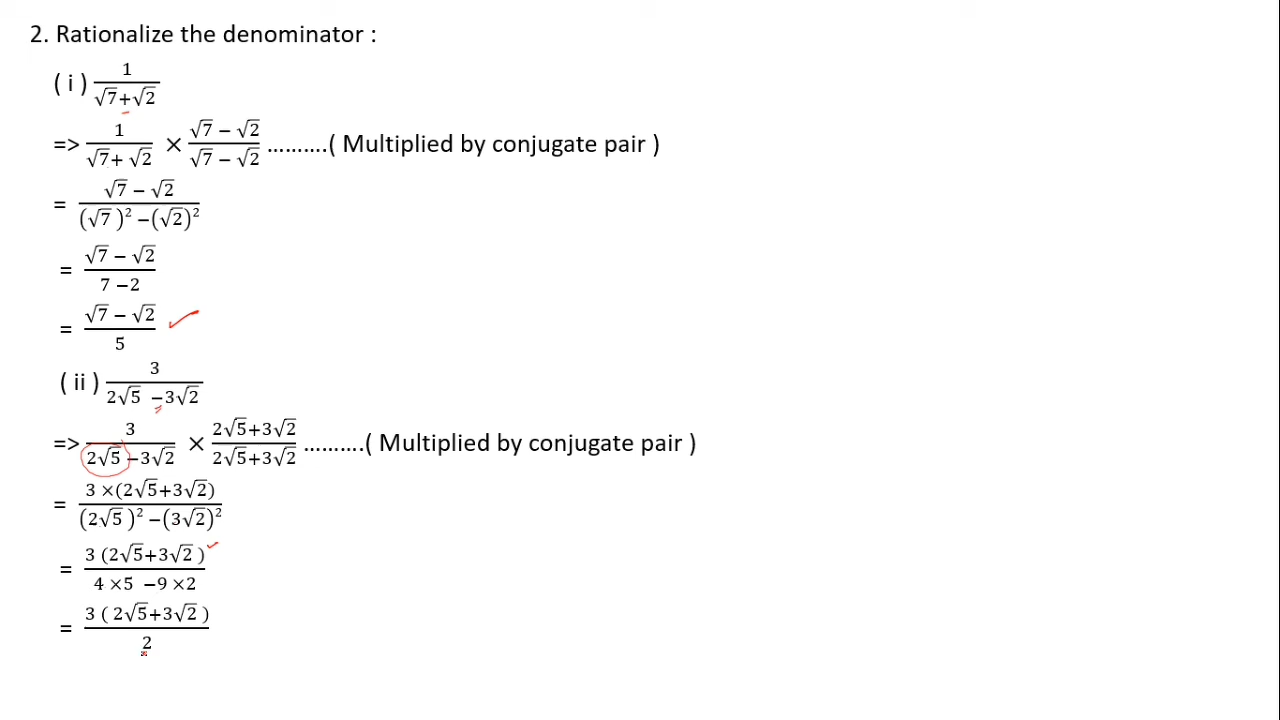 2. Rationalize the denominator :
( i ) 1/(√7+√2)
=> 1/(√7+ √2) × (√7 − √2)/(√7 − √2) ..........( Multiplied by conjugate pair )
= (√7 − √2)/((√7 )² −(√2)²)
= (√7 − √2)/(7 −2)
= (√7 − √2)/5
( ii ) 3/(2√5 −3√2)
=> 3/(2√5 −3√2) × (2√5+3√2)/(2√5+3√2) ..........( Multiplied by conjugate pair )
= (3 ×(2√5+3√2))/((2√5 )² −(3√2)²)
= (3 (2√5+3√2 ))/(4 ×5 −9 ×2)
= (3 ( 2√5+3√2 ))/2